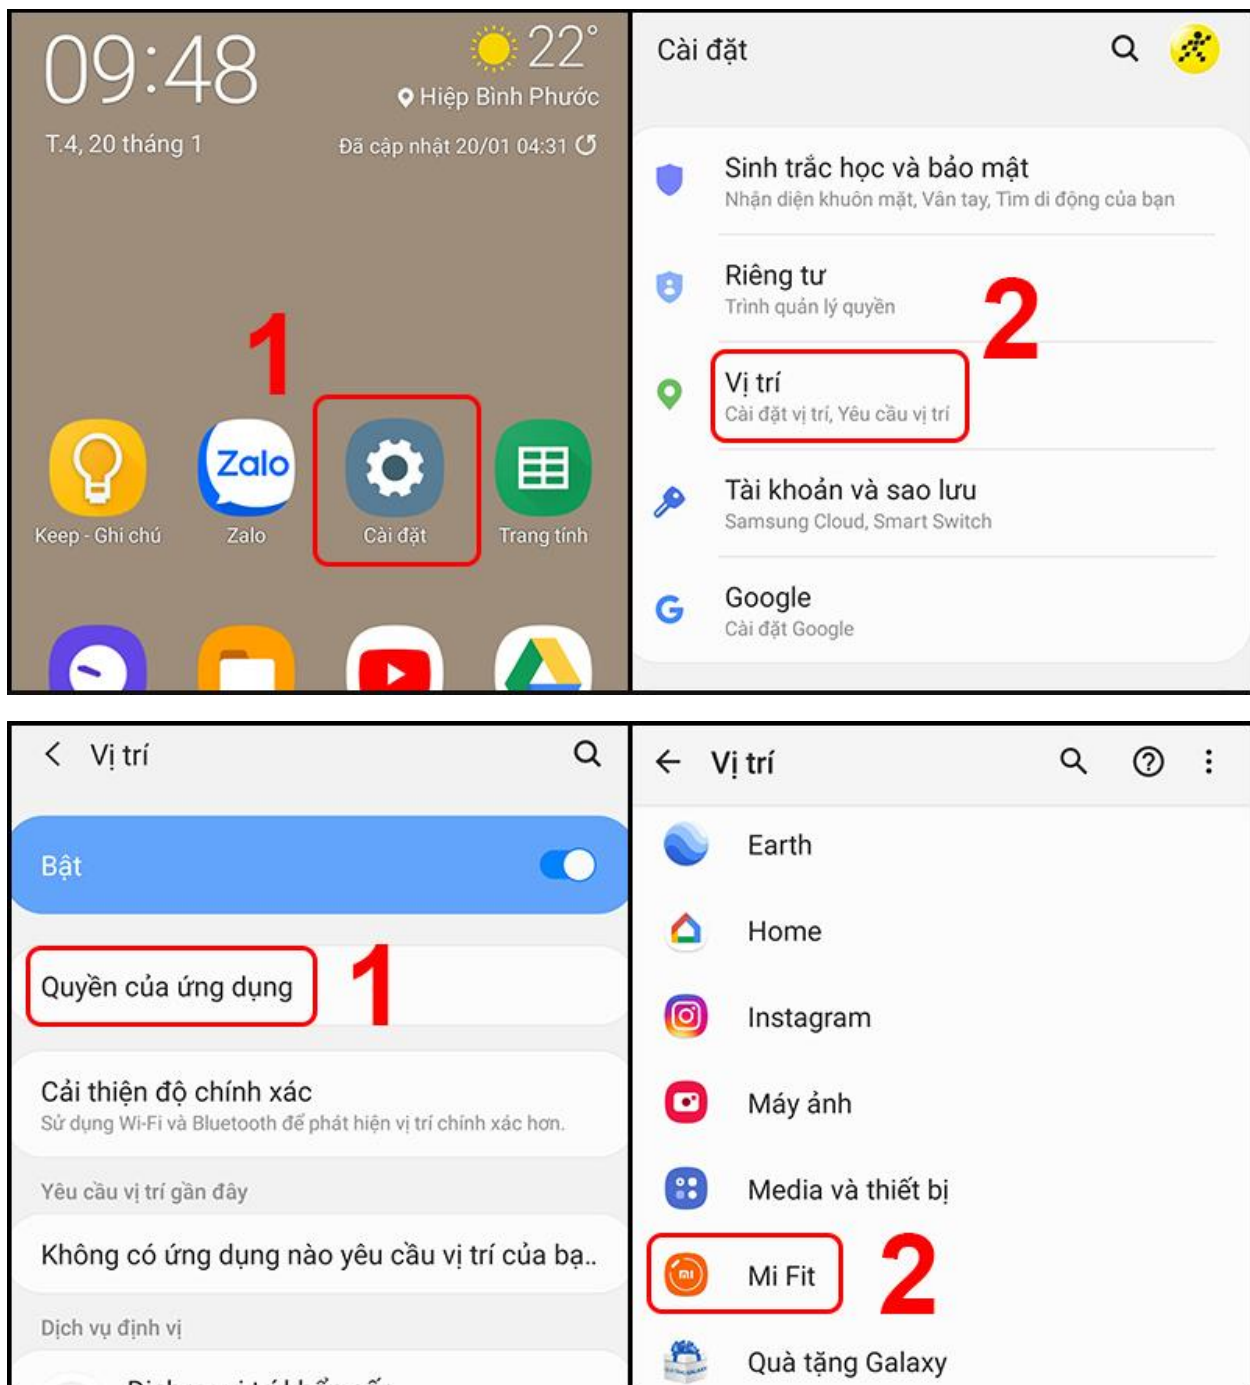 09:48
22°
Hiệp Bình Phước
T.4, 20 tháng 1
Đã cập nhật 20/01 04:31
1
Zalo
Keep - Ghi chú
Zalo
Cài đặt
Trang tính
Cài đặt
Sinh trắc học và bảo mật
Nhận diện khuôn mặt, Vân tay, Tìm di động của bạn
Riêng tư
Trình quản lý quyền
2
Vị trí
Cài đặt vị trí, Yêu cầu vị trí
Tài khoản và sao lưu
Samsung Cloud, Smart Switch
G
Google
Cài đặt Google
Vị trí
Bật
Quyền của ứng dụng
1
Cải thiện độ chính xác
Sử dụng Wi-Fi và Bluetooth để phát hiện vị trí chính xác hơn.
Yêu cầu vị trí gần đây
Không có ứng dụng nào yêu cầu vị trí của bạ..
Dịch vụ định vị
Vị trí
Earth
Home
Instagram
Máy ảnh
Media và thiết bị
Mi Fit
2
Quà tặng Galaxy